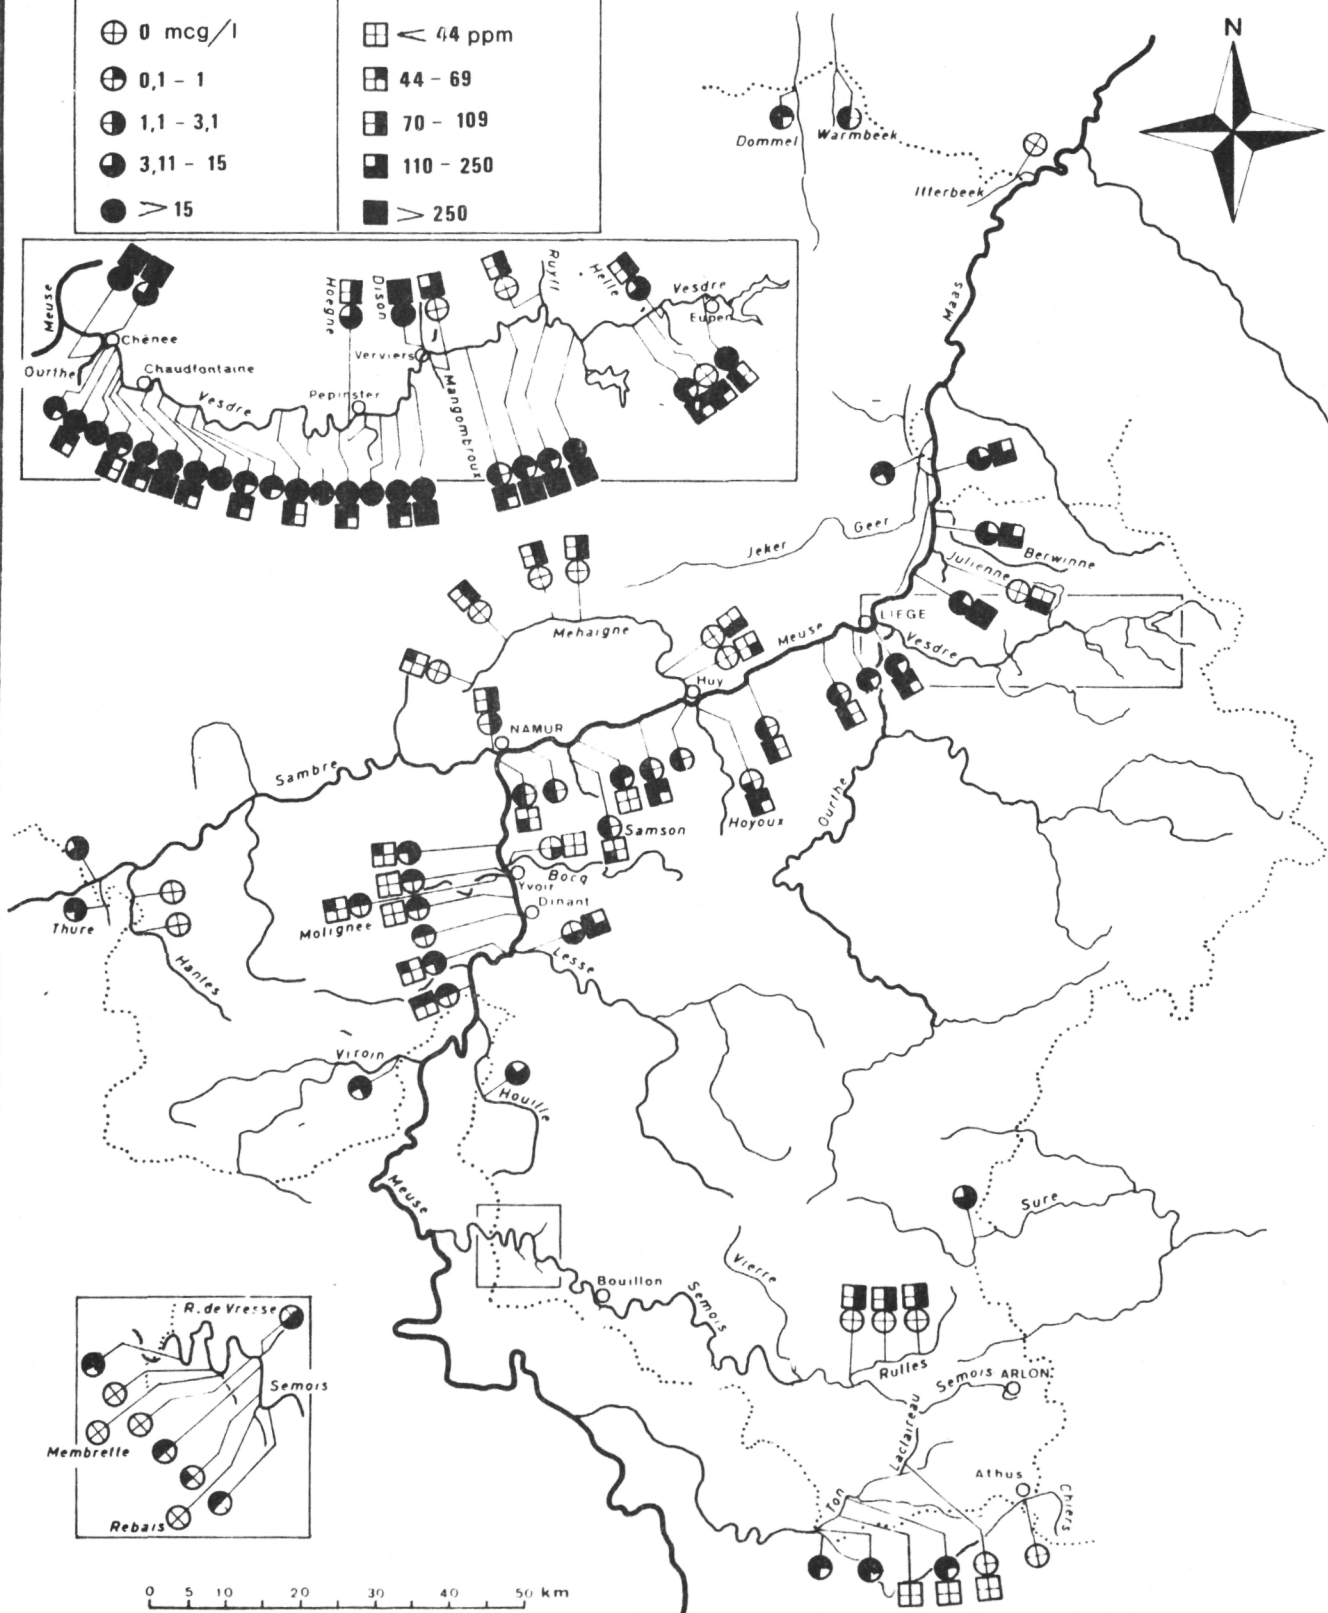 0 mcg/l
0,1 - 1
1,1 - 3,1
3,11 - 15
> 15
< 44 ppm
44 - 69
70 - 109
110 - 250
> 250
N
Dommel
Warmbeek
Itterbeek
Maas
Meuse
Ourthe
Chênee
Chaudfontaine
Vesdre
Hoegne
Pepinster
Dison
Verviers
Mangombroux
Ruyff
Helle
Vesdre
Eupen
Jeker
Geer
Berwinne
Julienne
LIEGE
Vesdre
Mehaigne
Meuse
Huy
NAMUR
Sambre
Samson
Hoyoux
Ourthe
Bocq
Yvoir
Dinant
Molignee
Thure
Hantes
Lesse
Viroin
Houille
Meuse
Sure
Vierre
Bouillon
Semois
Rulles
Semois
ARLON
Laclaireau
Ton
Athus
Chiers
R. de Vresse
Semois
Membrette
Rebais
0 5 10 20 30 40 50 km